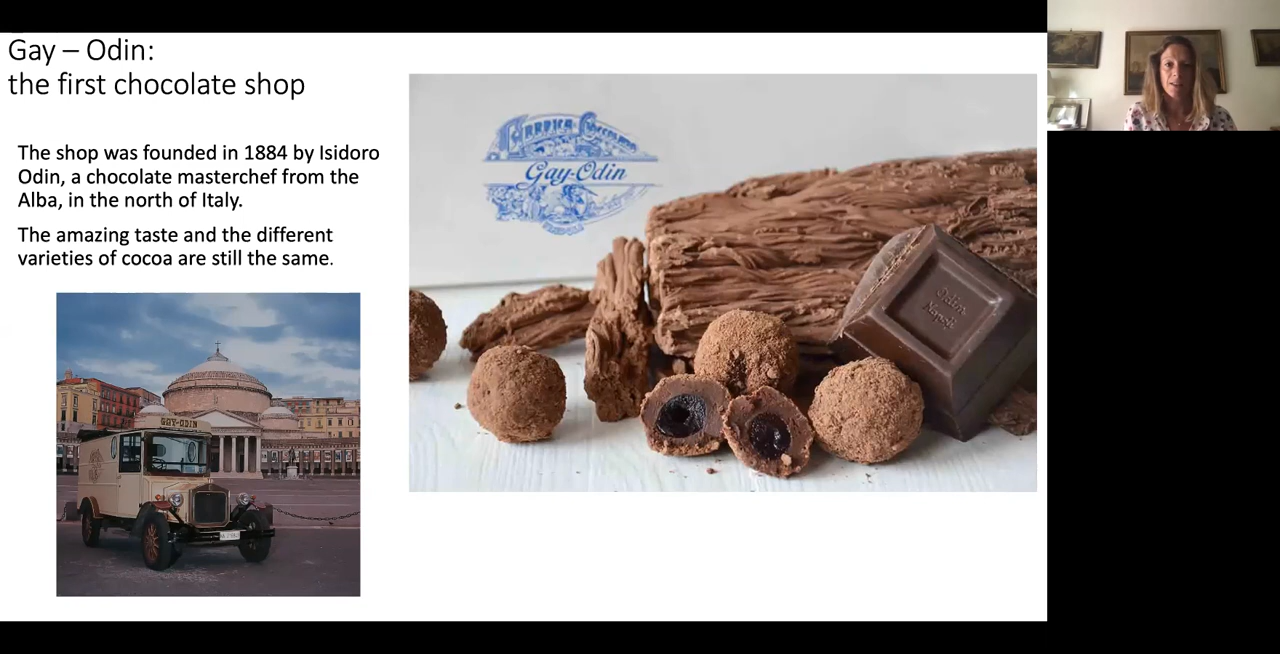 Gay – Odin:
the first chocolate shop
The shop was founded in 1884 by Isidoro
Odin, a chocolate masterchef from the
Alba, in the north of Italy.
The amazing taste and the different
varieties of cocoa are still the same.
Gay-Odin
Odin
Napoli
GAY-ODIN